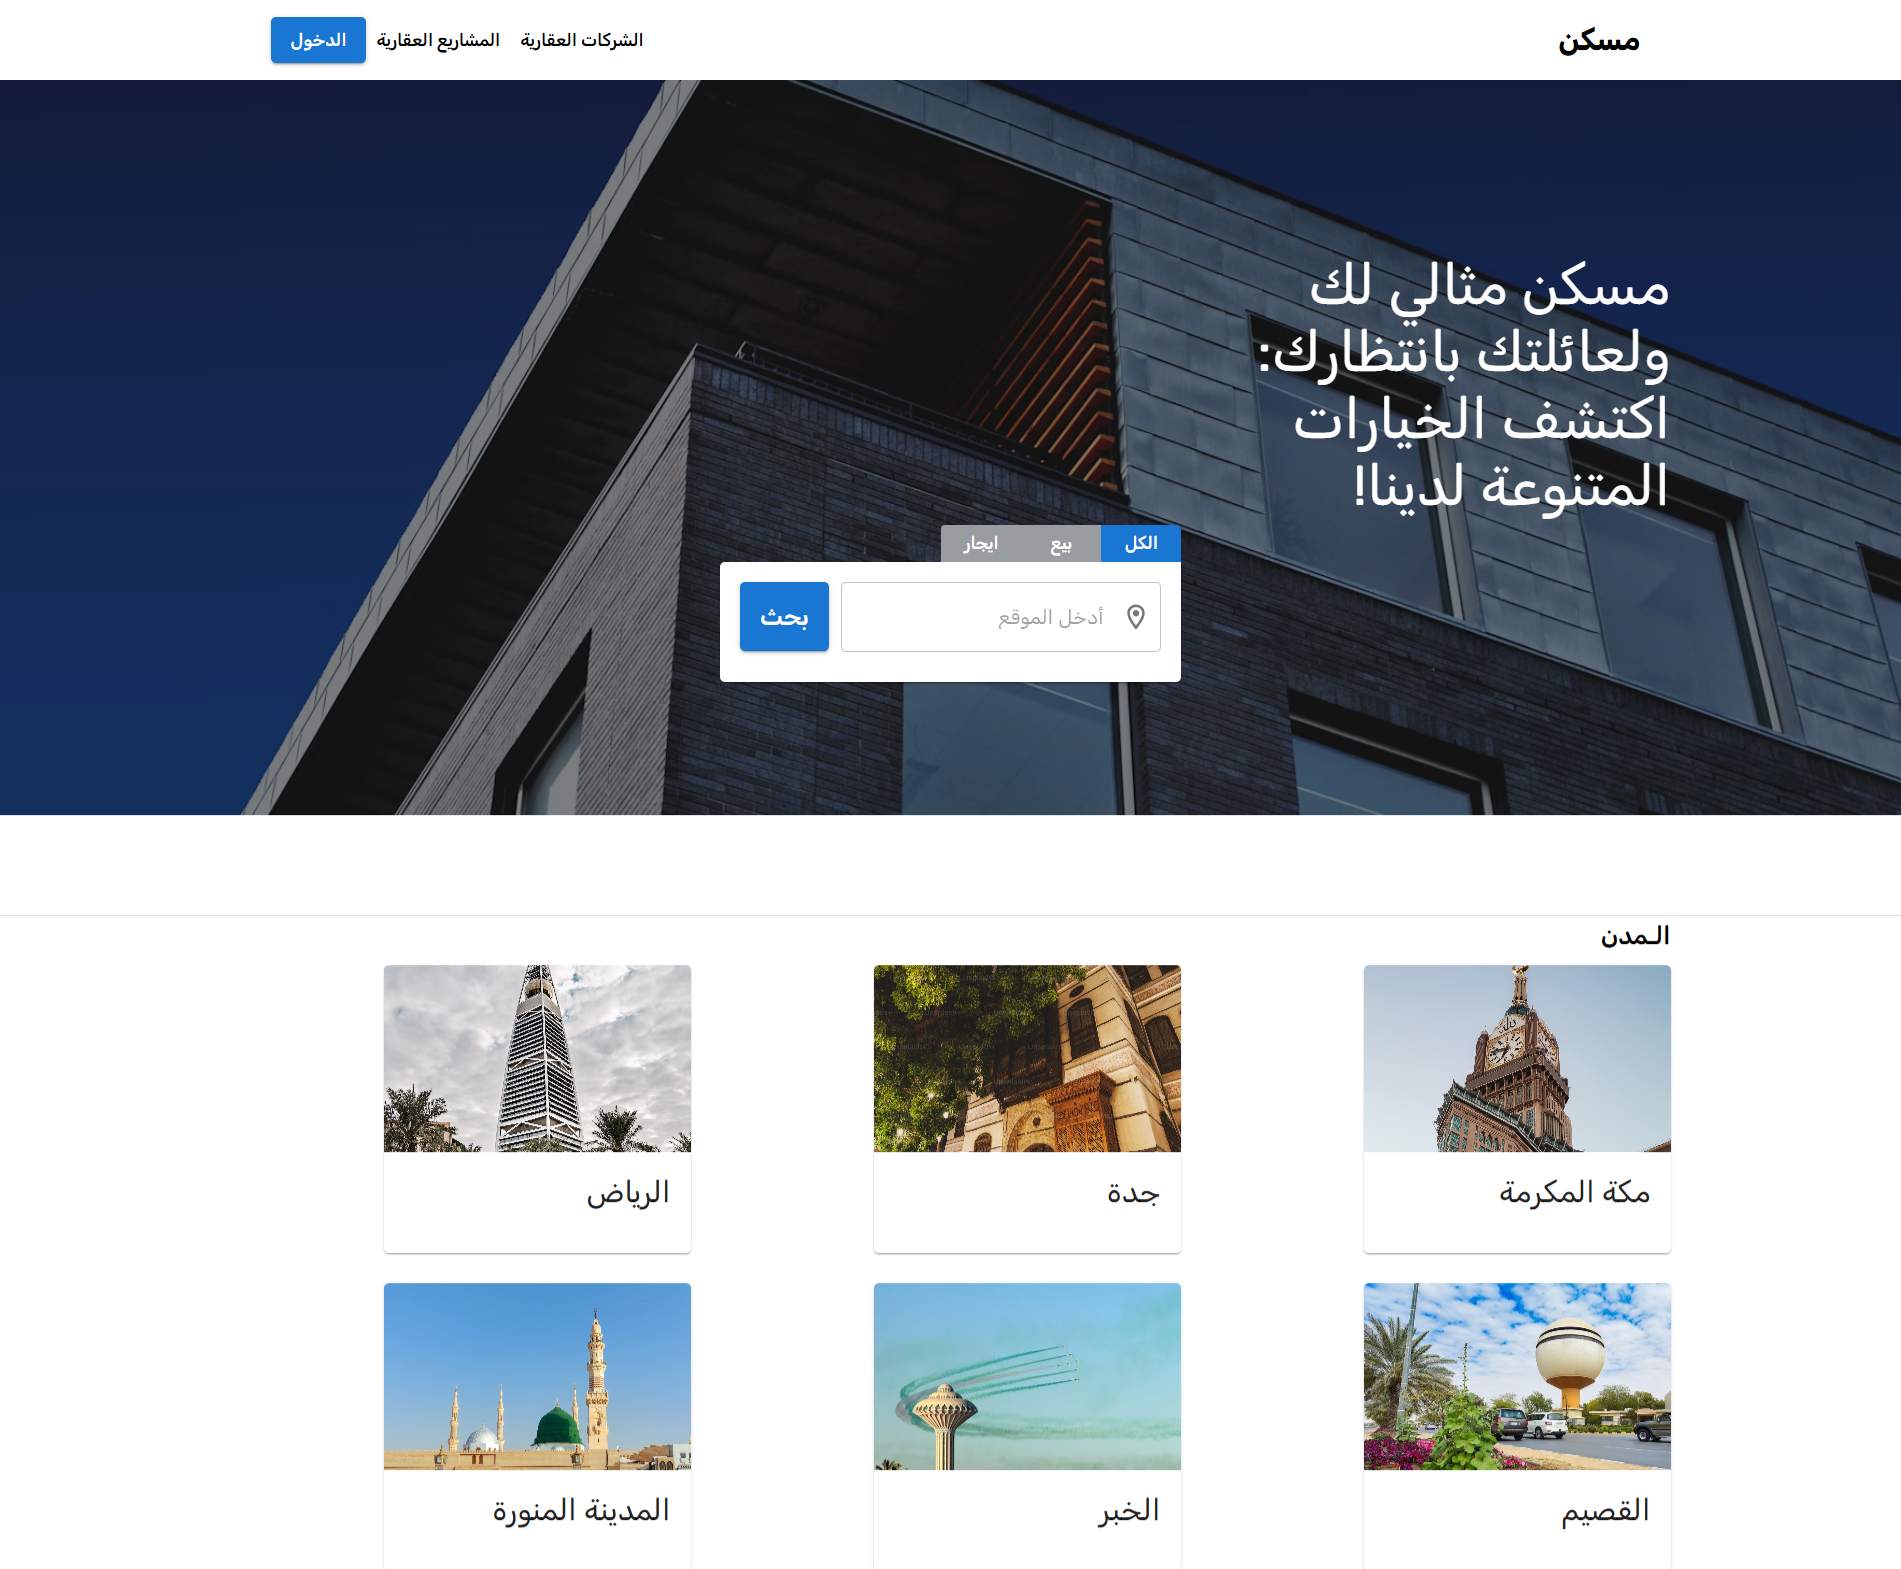 مسكن
الشركات العقارية
المشاريع العقارية
الدخول
مسكن مثالي لك
ولعائلتك بانتظارك:
اكتشف الخيارات
المتنوعة لدينا!
الكل
بيع
ايجار
أدخل الموقع
بحث
الـمدن
مكة المكرمة
جدة
الرياض
القصيم
الخبر
المدينة المنورة